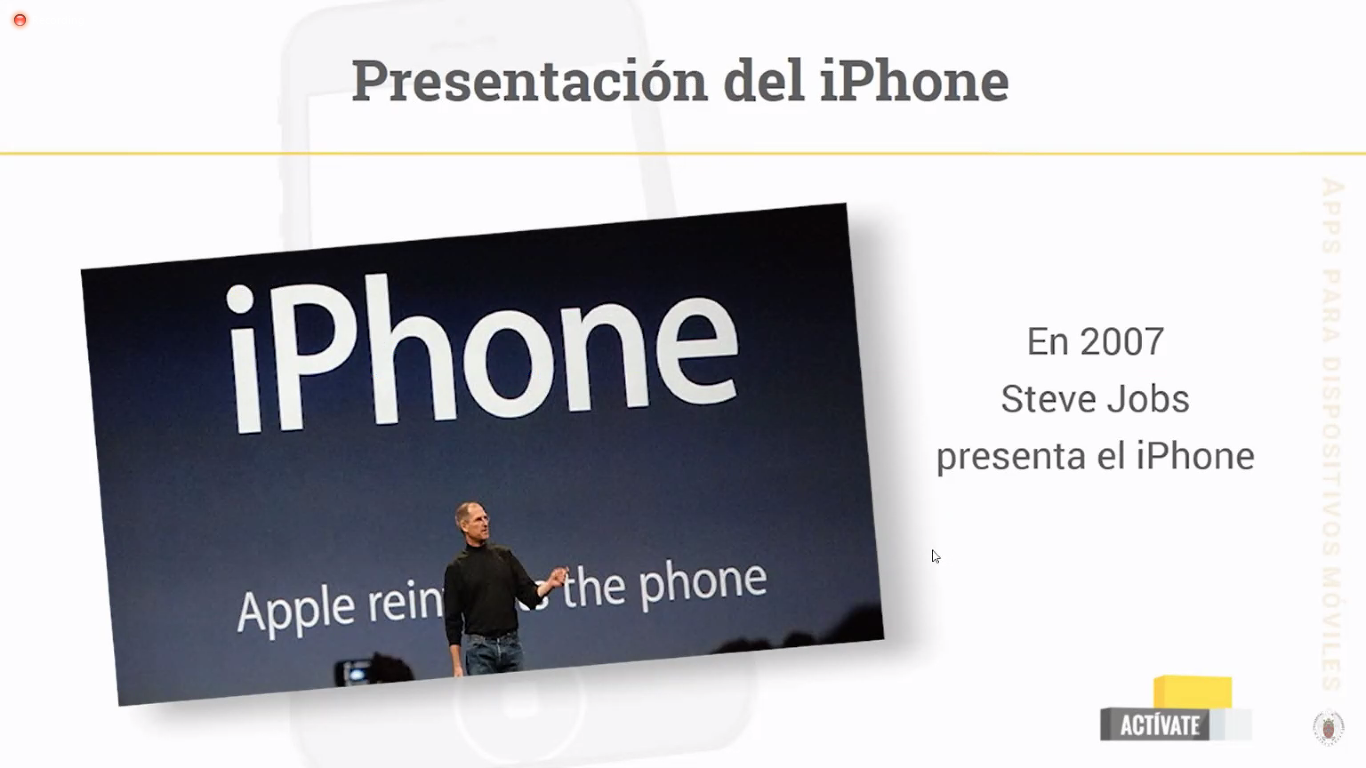 Presentación del iPhone
iPhone
Apple rein the phone
En 2007
Steve Jobs
presenta el iPhone
APPS PARA DISPOSITIVOS MÓVILES
ACTÍVATE